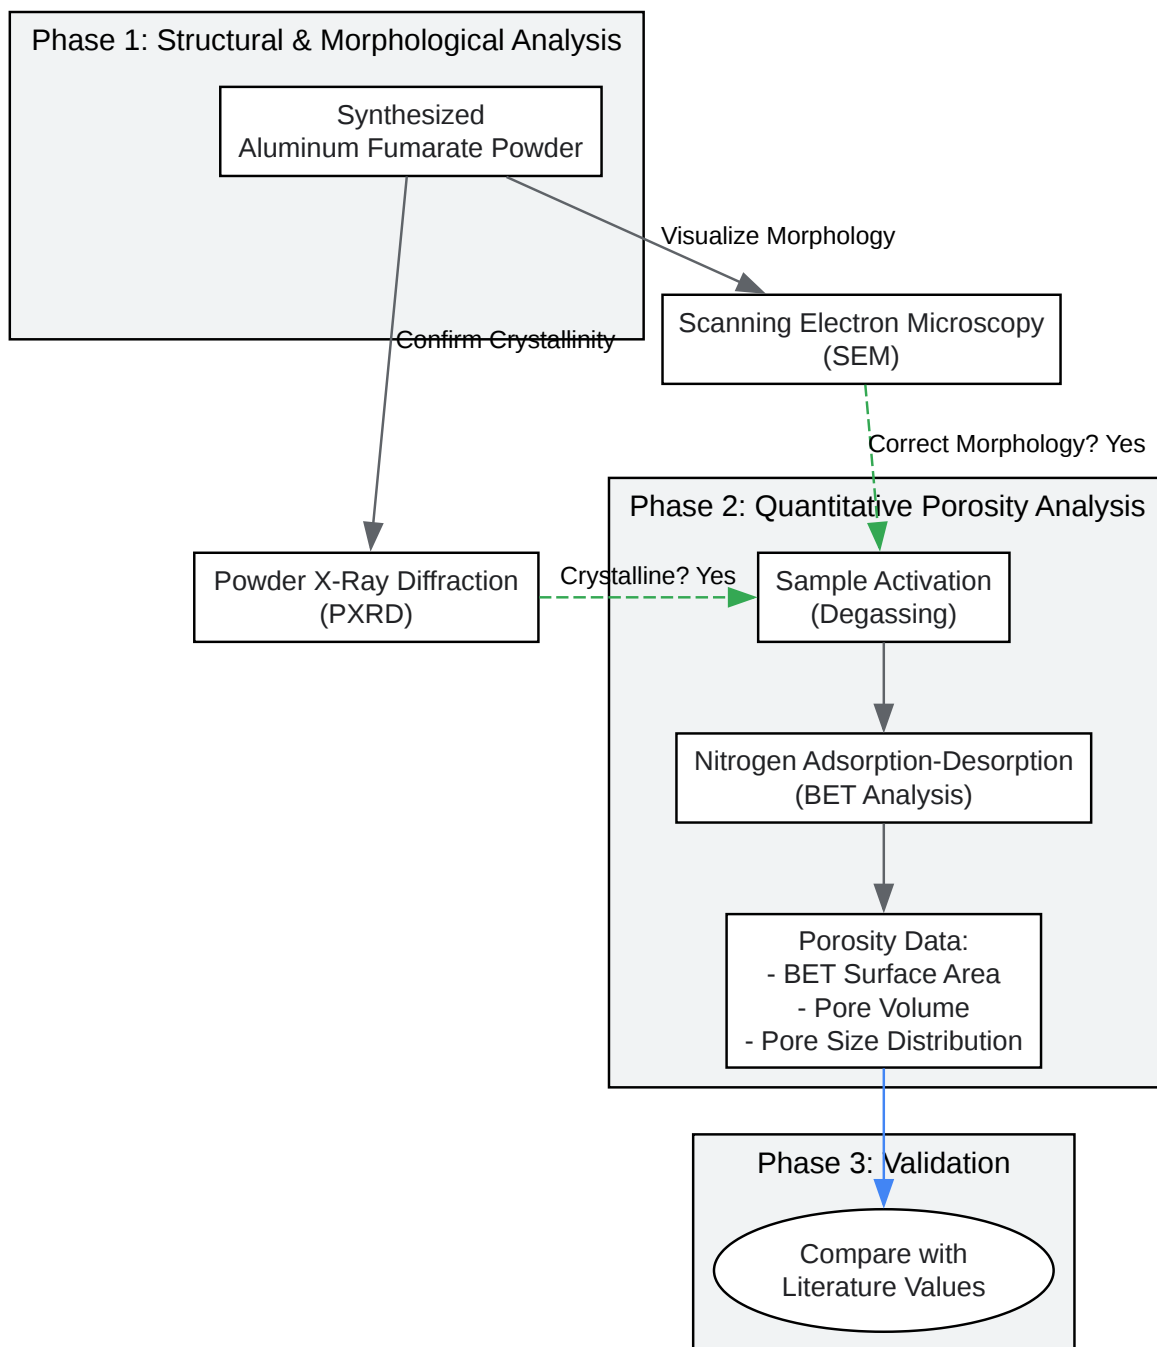 Phase 1: Structural & Morphological Analysis
Synthesized
Aluminum Fumarate Powder
Visualize Morphology
Confirm Crystallinity
Scanning Electron Microscopy
(SEM)
Correct Morphology? Yes
Phase 2: Quantitative Porosity Analysis
Powder X-Ray Diffraction
(PXRD)
Crystalline? Yes
Sample Activation
(Degassing)
Nitrogen Adsorption-Desorption
(BET Analysis)
Porosity Data:
- BET Surface Area
- Pore Volume
- Pore Size Distribution
Phase 3: Validation
Compare with
Literature Values